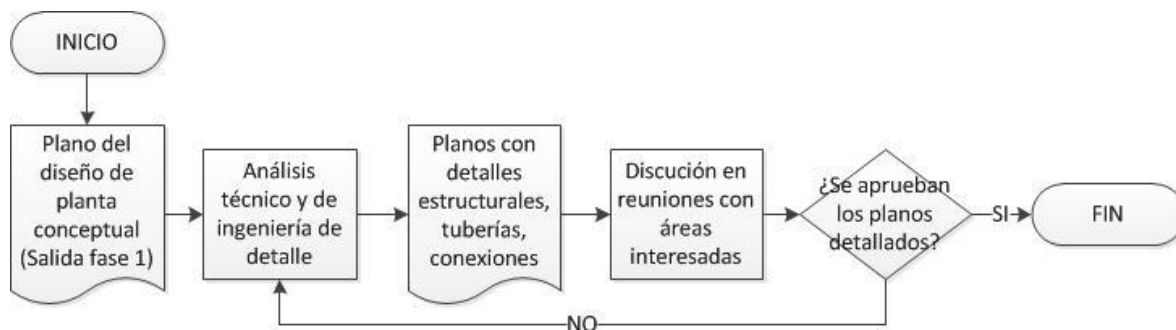 INICIO
Plano del
diseño de
planta
conceptual
(Salida fase 1)
Análisis
técnico y de
ingeniería de
detalle
Planos con
detalles
estructurales,
tuberías,
conexiones
Discución en
reuniones con
áreas
interesadas
¿Se aprueban
los planos
detallados?
SI
FIN
NO